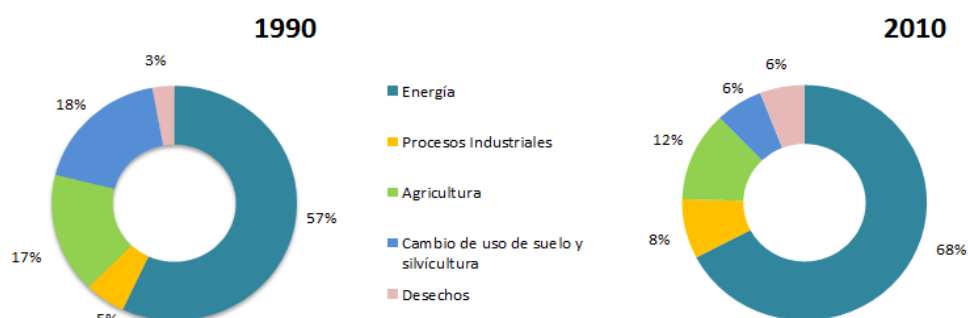 1990
2010
3%
18%
57%
17%
5%
Energía
Procesos Industriales
Agricultura
Cambio de uso de suelo y
silvicultura
Desechos
6%
6%
12%
8%
68%